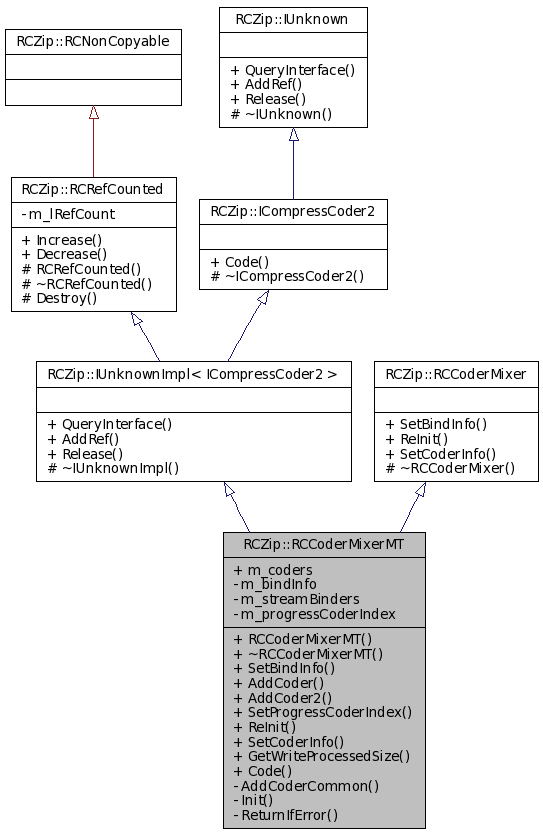 RCZip::IUnknown
+ QueryInterface()
+ AddRef()
+ Release()
# ~IUnknown()
RCZip::RCNonCopyable
RCZip::RCRefCounted
- m_lRefCount
+ Increase()
+ Decrease()
# RCRefCounted()
# ~RCRefCounted()
# Destroy()
RCZip::ICompressCoder2
+ Code()
# ~ICompressCoder2()
RCZip::IUnknownImpl< ICompressCoder2 >
+ QueryInterface()
+ AddRef()
+ Release()
# ~IUnknownImpl()
RCZip::RCCoderMixer
+ SetBindInfo()
+ ReInit()
+ SetCoderInfo()
# ~RCCoderMixer()
RCZip::RCCoderMixerMT
+ m_coders
- m_bindInfo
- m_streamBinders
- m_progressCoderIndex
+ RCCoderMixerMT()
+ ~RCCoderMixerMT()
+ SetBindInfo()
+ AddCoder()
+ AddCoder2()
+ SetProgressCoderIndex()
+ ReInit()
+ SetCoderInfo()
+ GetWriteProcessedSize()
+ Code()
- AddCoderCommon()
- Init()
- ReturnIfError()